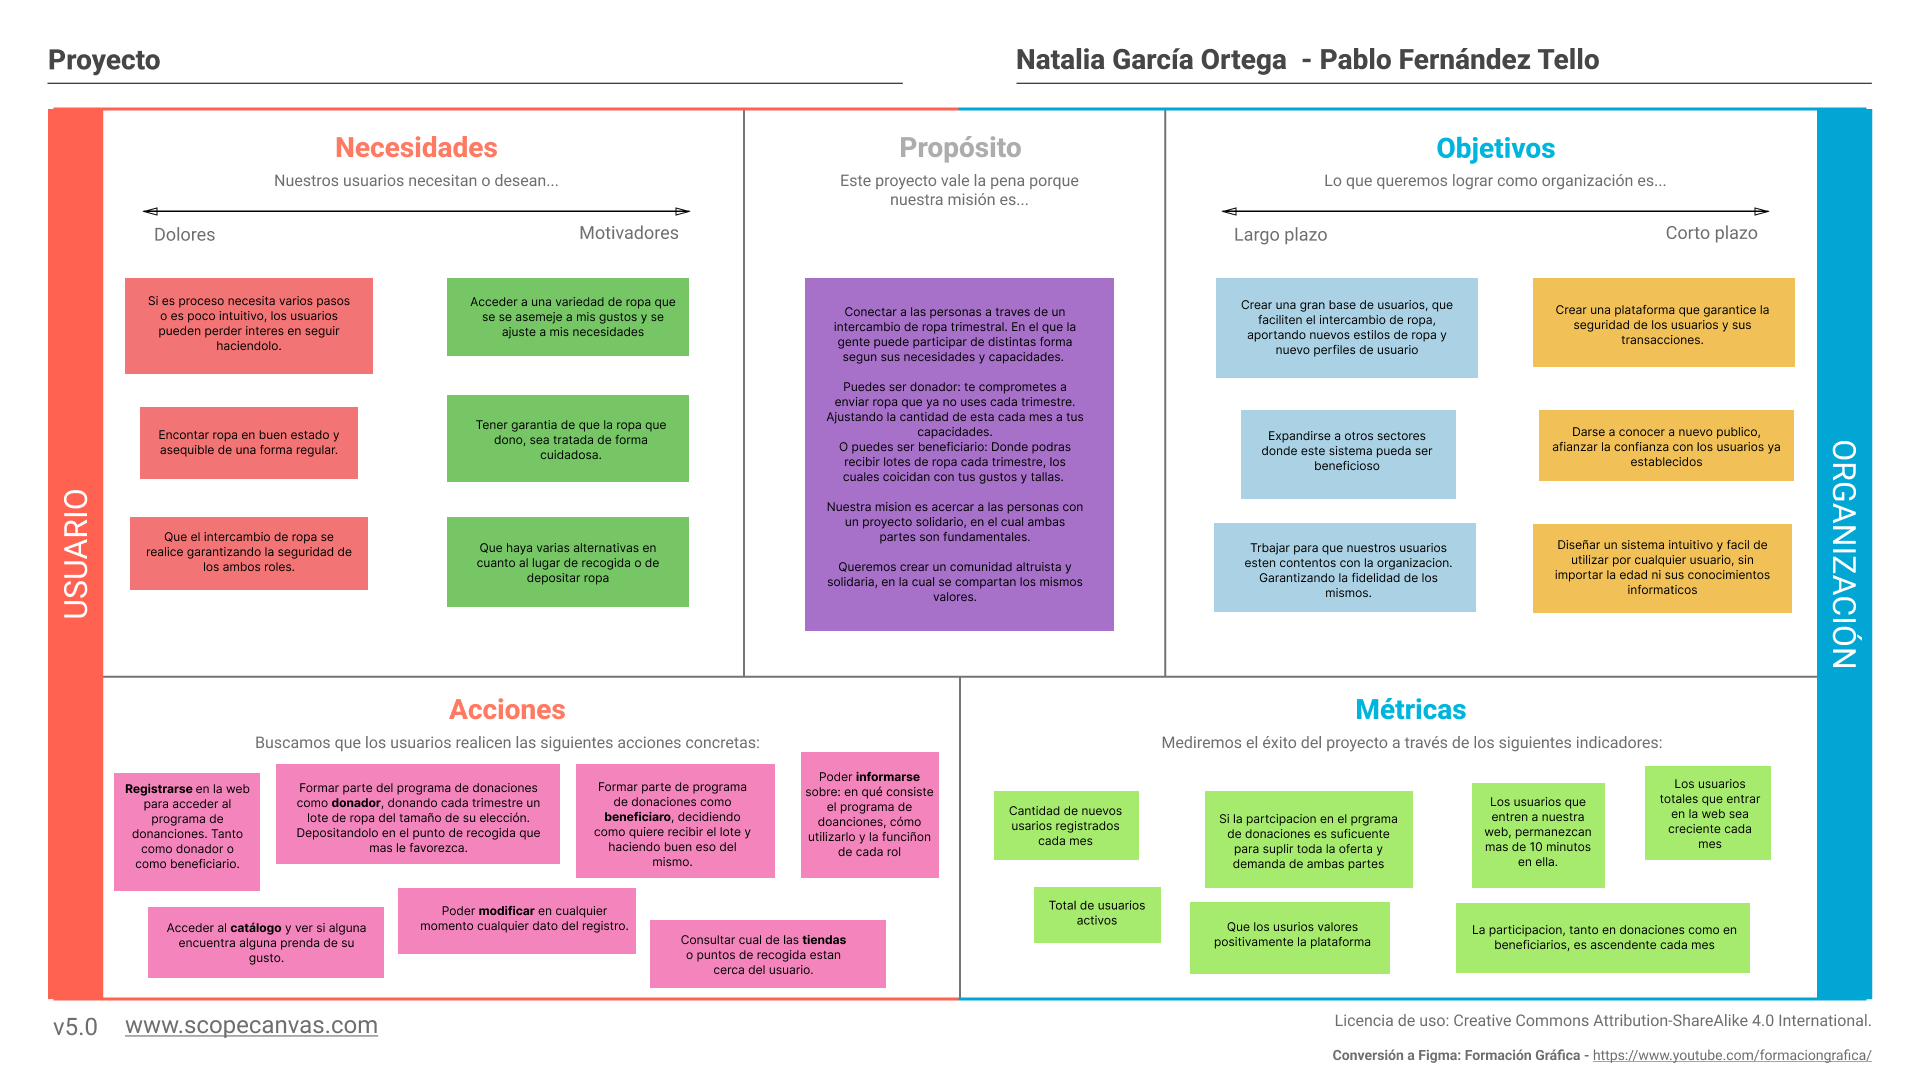 Proyecto
Natalia García Ortega - Pablo Fernández Tello
USUARIO
Necesidades
Nuestros usuarios necesitan o desean...
Dolores
Motivadores
Si es proceso necesita varios pasos
o es poco intuitivo, los usuarios
pueden perder interes en seguir
haciendolo.
Encontar ropa en buen estado y
asequible de una forma regular.
Que el intercambio de ropa se
realice garantizando la seguridad de
los ambos roles.
Acceder a una variedad de ropa que
se se asemeje a mis gustos y se
ajuste a mis necesidades
Tener garantia de que la ropa que
dono, sea tratada de forma
cuidadosa.
Que haya varias alternativas en
cuanto al lugar de recogida o de
depositar ropa
Propósito
Este proyecto vale la pena porque
nuestra misión es...
Conectar a las personas a traves de un
intercambio de ropa trimestral. En el que la
gente puede participar de distintas forma
segun sus necesidades y capacidades.
Puedes ser donador: te comprometes a
enviar ropa que ya no uses cada trimestre.
Ajustando la cantidad de esta cada mes a tus
capacidades.
O puedes ser beneficiario: Donde podras
recibir lotes de ropa cada trimestre, los
cuales coicidan con tus gustos y tallas.
Nuestra mision es acercar a las personas con
un proyecto solidario, en el cual ambas
partes son fundamentales.
Queremos crear un comunidad altruista y
solidaria, en la cual se compartan los mismos
valores.
Objetivos
Lo que queremos lograr como organización es...
Largo plazo
Corto plazo
Crear una gran base de usuarios, que
faciliten el intercambio de ropa,
aportando nuevos estilos de ropa y
nuevo perfiles de usuario
Expandirse a otros sectores
donde este sistema pueda ser
beneficioso
Trbajar para que nuestros usuarios
esten contentos con la organizacion.
Garantizando la fidelidad de los
mismos.
Crear una plataforma que garantice la
seguridad de los usuarios y sus
transacciones.
Darse a conocer a nuevo publico,
afianzar la confianza con los usuarios ya
establecidos
Diseñar un sistema intuitivo y facil de
utilizar por cualquier usuario, sin
importar la edad ni sus conocimientos
informaticos
ORGANIZACIÓN
Acciones
Buscamos que los usuarios realicen las siguientes acciones concretas:
Registrarse en la web
para acceder al
programa de
donanciones. Tanto
como donador o
como beneficiario.
Formar parte del programa de donaciones
como donador, donando cada trimestre un
lote de ropa del tamaño de su elección.
Depositandolo en el punto de recogida que
mas le favorezca.
Formar parte de programa
de donaciones como
beneficiaro, decidiendo
como quiere recibir el lote y
haciendo buen eso del
mismo.
Poder informarse
sobre: en qué consiste
el programa de
doanciones, cómo
utilizarlo y la funciñon
de cada rol
Acceder al catálogo y ver si alguna
encuentra alguna prenda de su
gusto.
Poder modificar en cualquier
momento cualquier dato del registro.
Consultar cual de las tiendas
o puntos de recogida estan
cerca del usuario.
Métricas
Mediremos el éxito del proyecto a través de los siguientes indicadores:
Cantidad de nuevos
usarios registrados
cada mes
Si la partcipacion en el prgrama
de donaciones es suficuente
para suplir toda la oferta y
demanda de ambas partes
Los usuarios que
entren a nuestra
web, permanezcan
mas de 10 minutos
en ella.
Los usuarios
totales que entrar
en la web sea
creciente cada
mes
Total de usuarios
activos
Que los usurios valores
positivamente la plataforma
La participacion, tanto en donaciones como en
beneficiarios, es ascendente cada mes
v5.0 www.scopecanvas.com
Licencia de uso: Creative Commons Attribution-ShareAlike 4.0 International.
Conversión a Figma: Formación Gráfica - https://www.youtube.com/formaciongrafica/